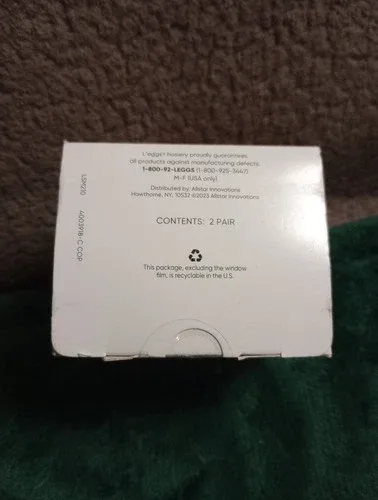 L'eggs® hosiery proudly guarantees
all products against manufacturing defects.
1-800-92-LEGGS (1-800-925-3447)
M-F (USA only)
Distributed by: Allstar Innovations
Hawthorne, NY, 10532 ©2023 Allstar Innovations
CONTENTS: 2 PAIR
This package, excluding the window
film, is recyclable in the U.S.